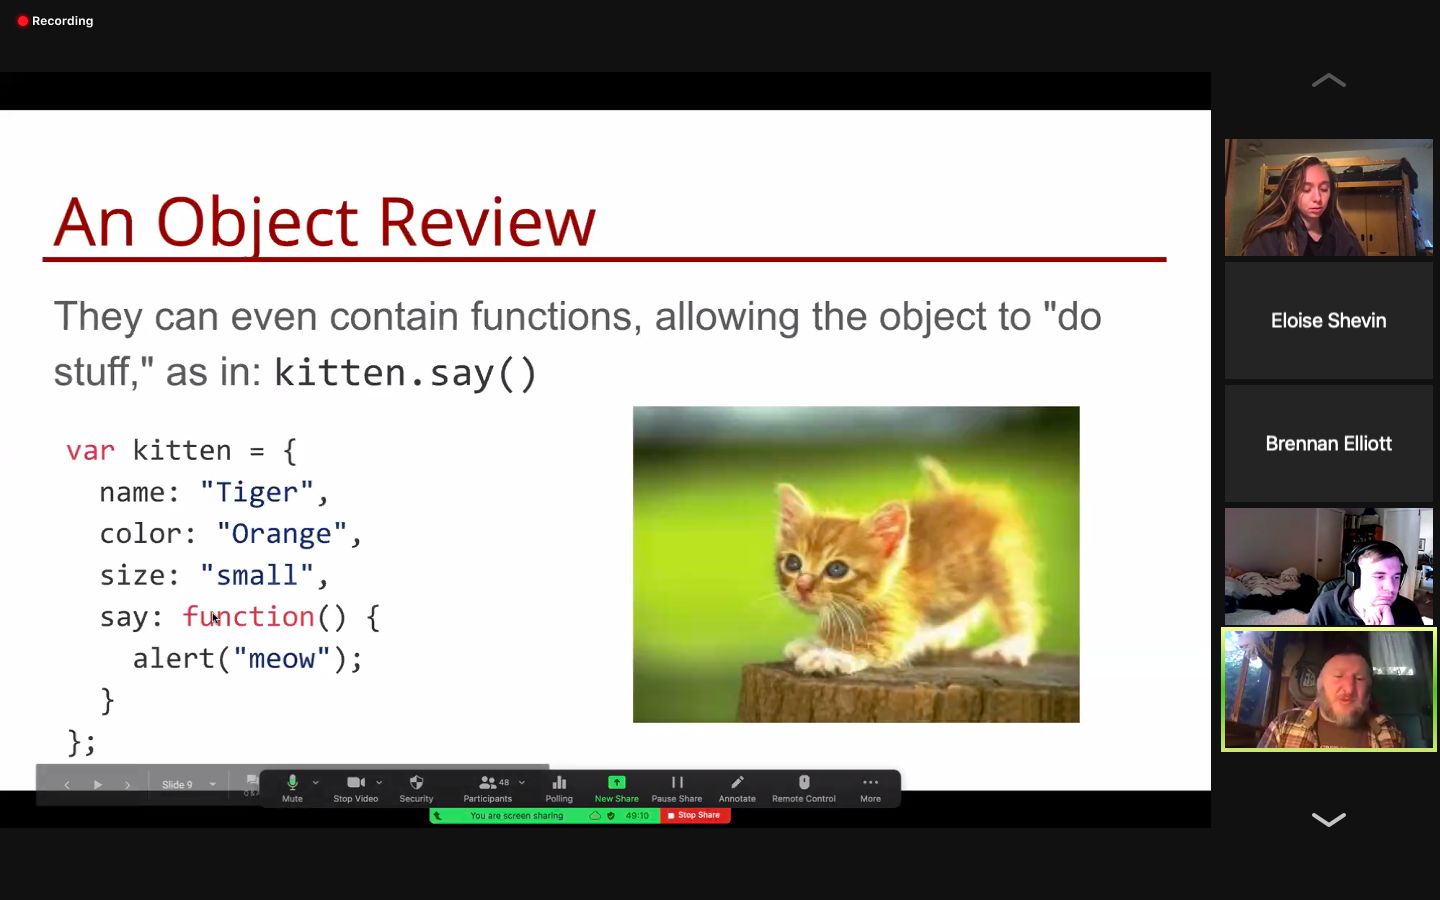 Recording
An Object Review
They can even contain functions, allowing the object to "do
stuff," as in: kitten.say()
var kitten = {
name: "Tiger",
color: "Orange",
size: "small",
say: function() {
alert("meow");
}
};
Slide 9
Q&A
Mute
Stop Video
Security
Participants
48
Polling
New Share
Pause Share
Annotate
Remote Control
More
You are screen sharing
49:10
Stop Share
Eloise Shevin
Brennan Elliott